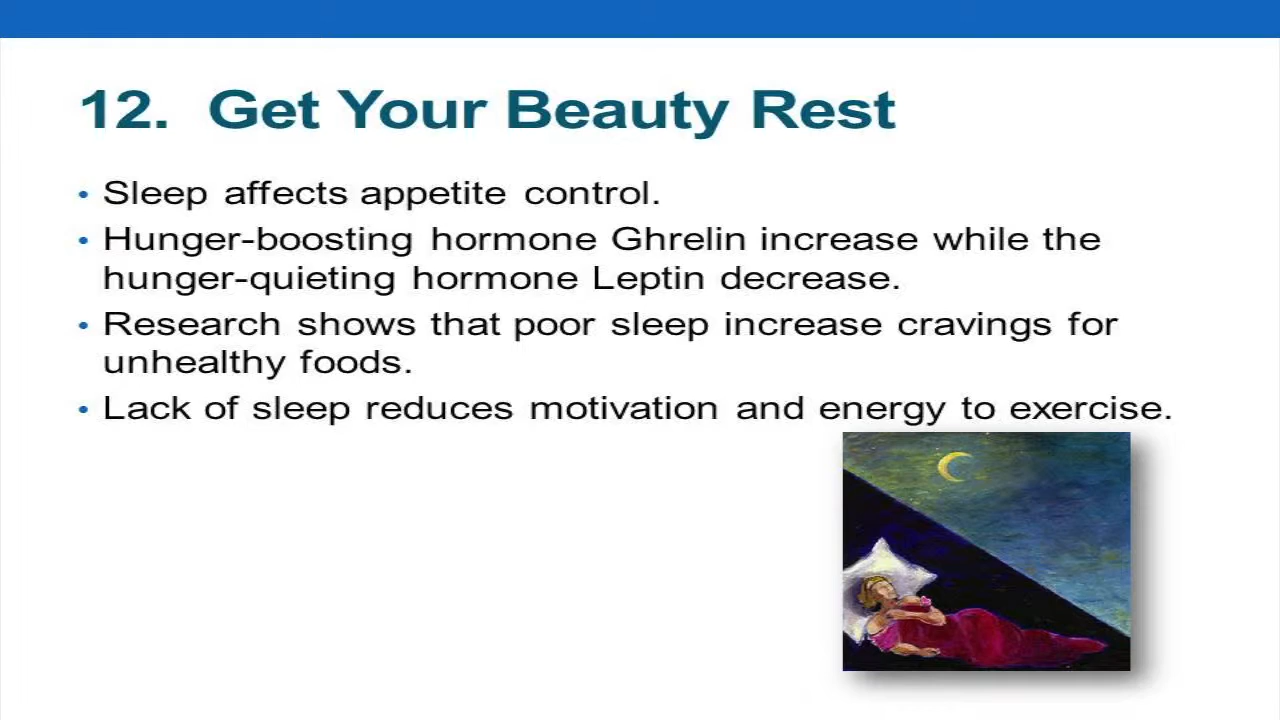 12. Get Your Beauty Rest
• Sleep affects appetite control.
• Hunger-boosting hormone Ghrelin increase while the
hunger-quieting hormone Leptin decrease.
• Research shows that poor sleep increase cravings for
unhealthy foods.
• Lack of sleep reduces motivation and energy to exercise.